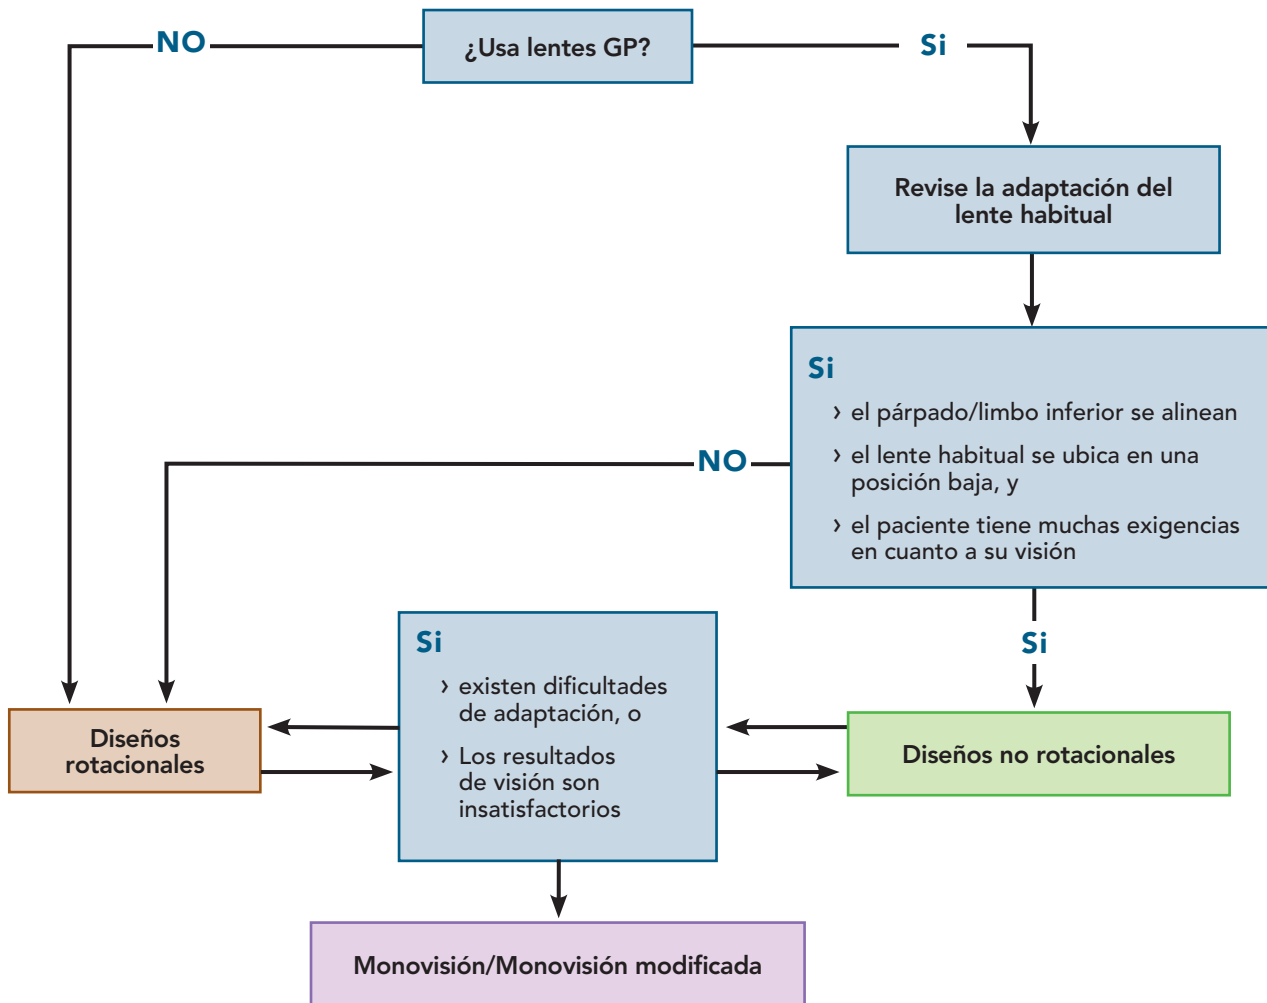 ¿Usa lentes GP?
NO
Si
Revise la adaptación del
lente habitual
Si
› el párpado/limbo inferior se alinean
› el lente habitual se ubica en una
posición baja, y
› el paciente tiene muchas exigencias
en cuanto a su visión
NO
Si
Si
› existen dificultades
de adaptación, o
› Los resultados
de visión son
insatisfactorios
Diseños
rotacionales
Diseños no rotacionales
Monovisión/Monovisión modificada